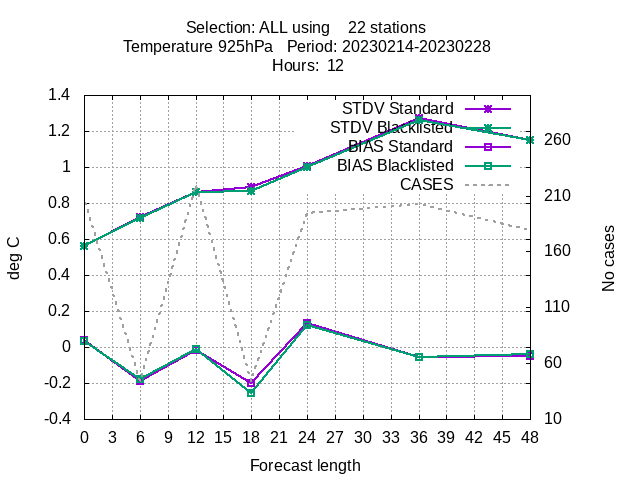 Selection: ALL using 22 stations
Temperature 925hPa Period: 20230214-20230228
Hours: 12
STDV Standard
STDV Blacklisted
BIAS Standard
BIAS Blacklisted
CASES
1.4
1.2
1
0.8
0.6
0.4
0.2
0
-0.2
-0.4
deg C
260
210
160
110
60
10
No cases
0 3 6 9 12 15 18 21 24 27 30 33 36 39 42 45 48
Forecast length